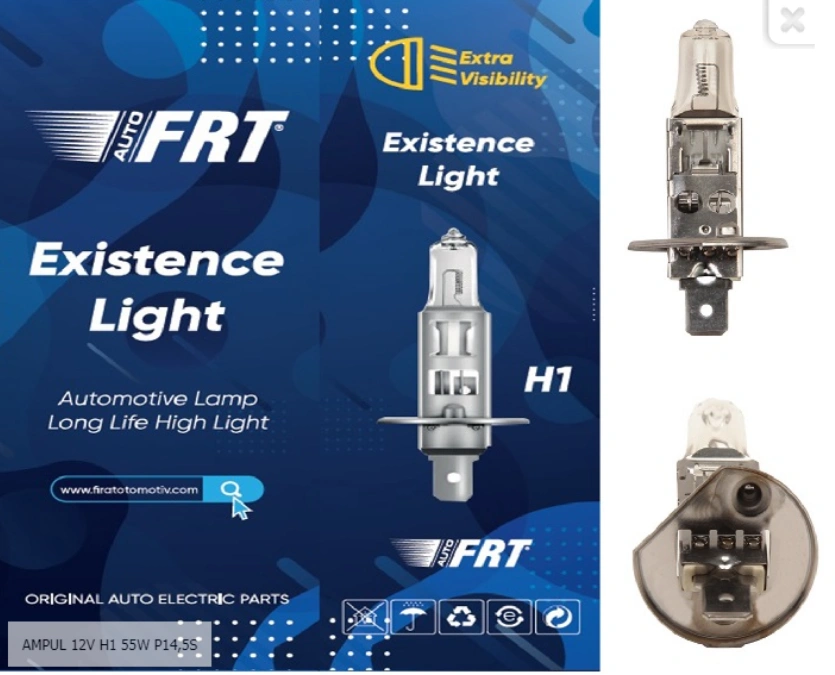 AUTO FRT®
Existence
Light
Automotive Lamp
Long Life High Light
www.firatotomotiv.com
ORIGINAL AUTO ELECTRIC PARTS
AMPUL 12V H1 55W P14,5S
Extra
Visibility
Existence
Light
H1
AUTO FRT